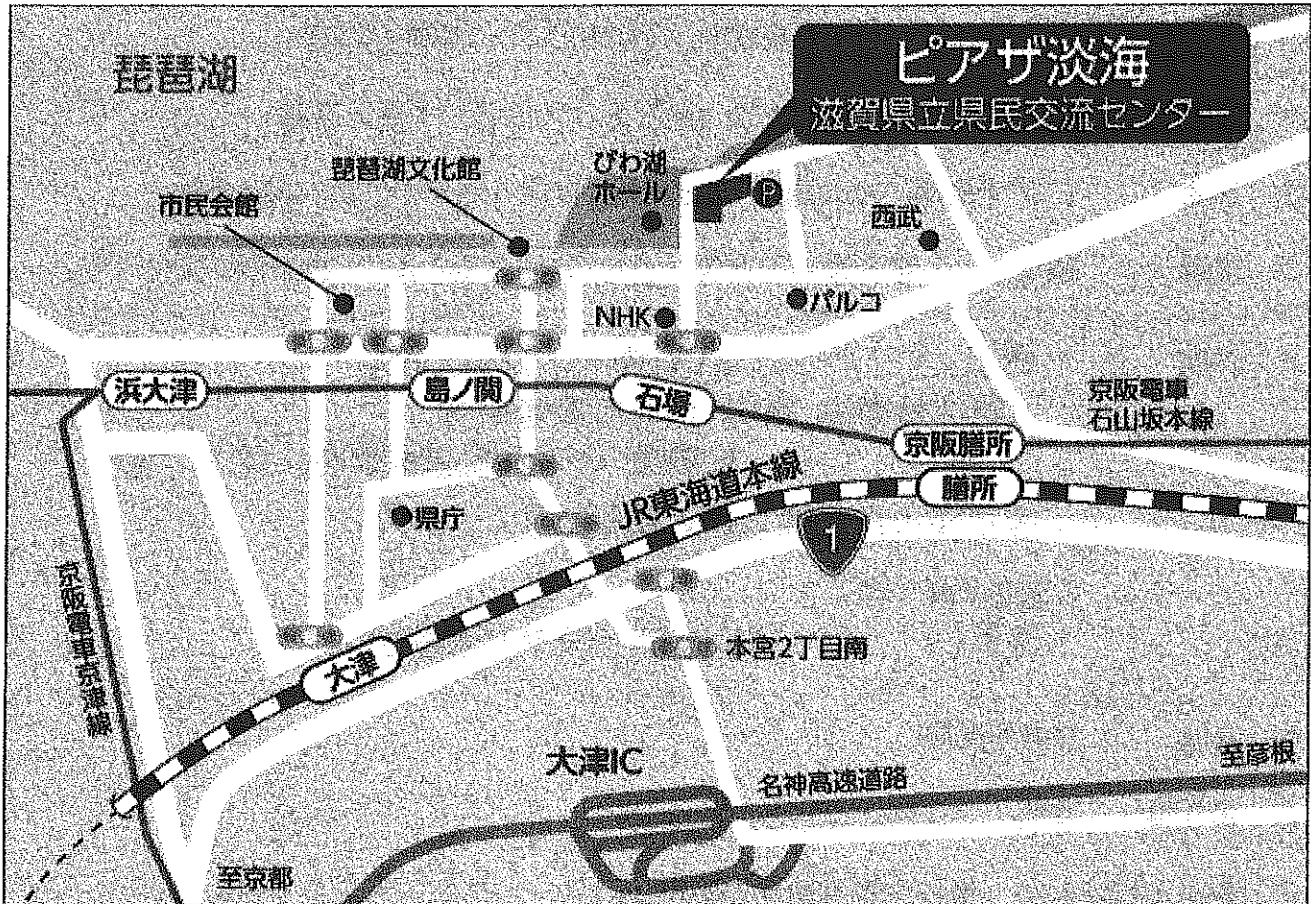 琵琶湖
ピアザ淡海
滋賀県立県民交流センター
琵琶湖文化館
びわ湖
ホール
P
市民会館
西武
NHK
パルコ
浜大津
島ノ関
石場
京阪電車
石山坂本線
京阪膳所
膳所
JR東海道本線
県庁
1
京阪電車京津線
本宮2丁目南
大津
大津IC
名神高速道路
至彦根
至京都